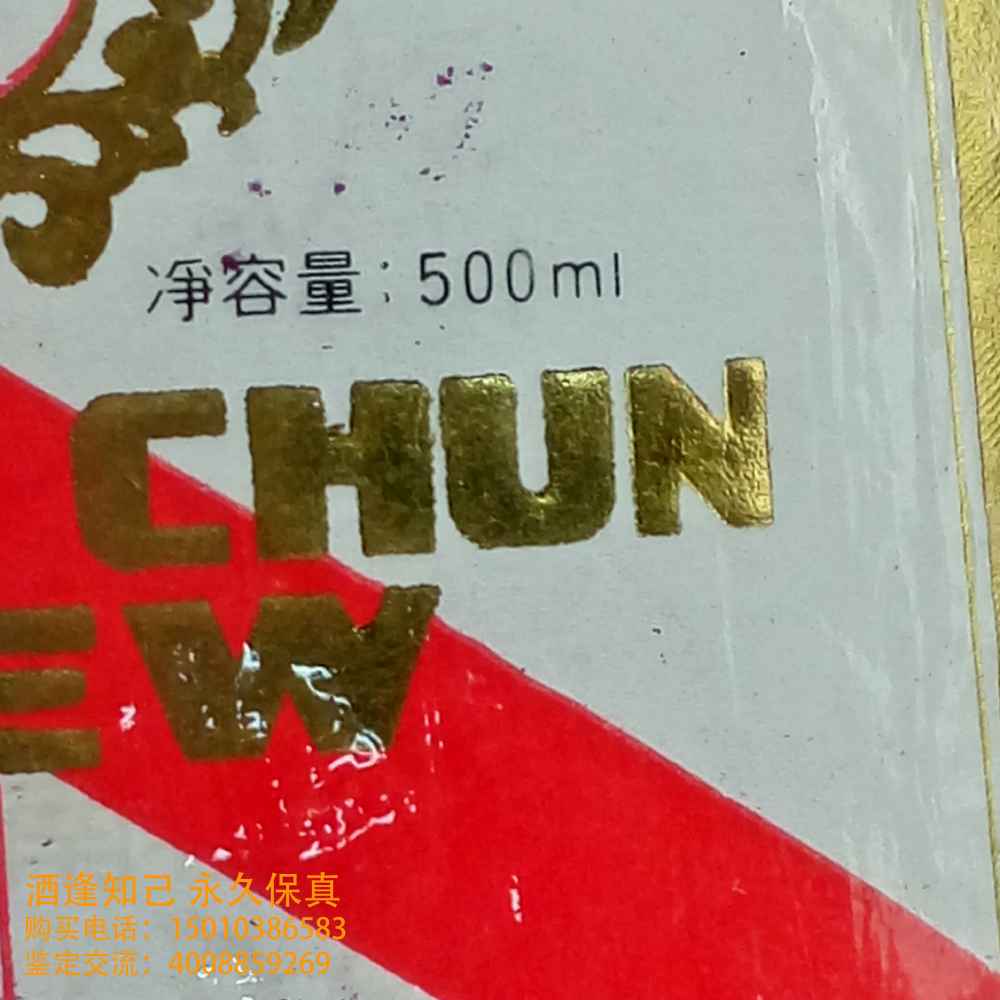 淨容量: 500ml
CHUN
EW
酒逢知己 永久保真
购买电话：15010386583
鉴定交流：4008859269